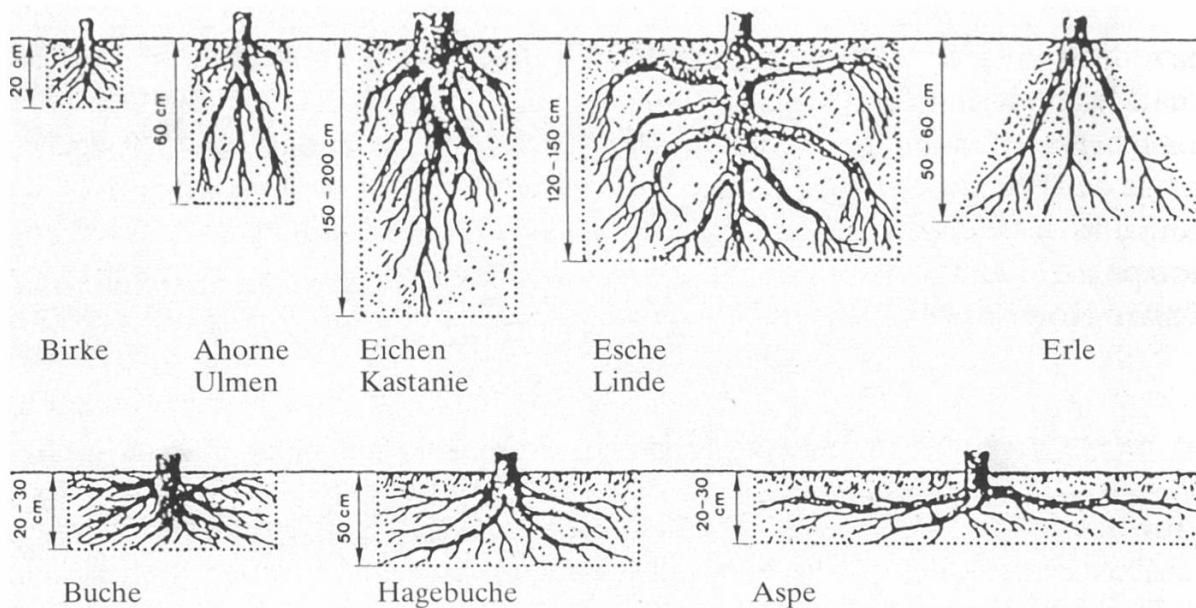 20 cm
60 cm
150 – 200 cm
120–150 cm
50 – 60 cm
Birke
Ahorne
Ulmen
Eichen
Kastanie
Esche
Linde
Erle
20 – 30
cm
50 cm
20–30
cm
Buche
Hagebuche
Aspe